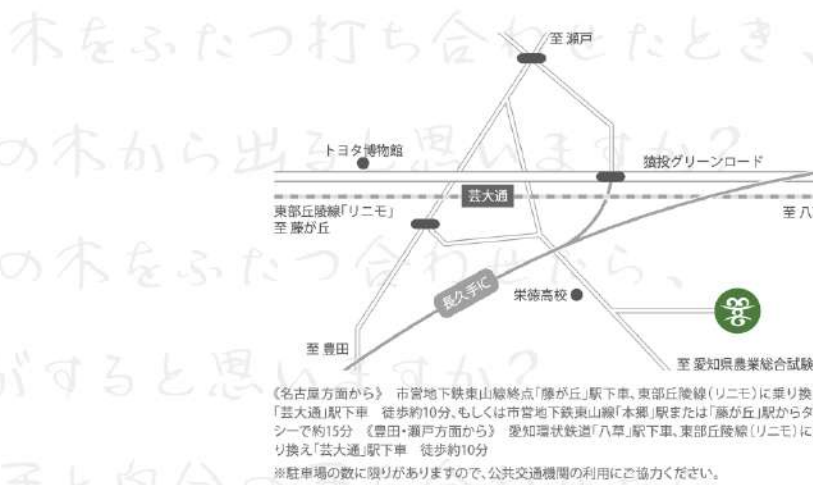 木をふたつ打ち合わせたとき、
至 瀬戸
の木から出ると思いますか?
トヨタ博物館
猿投グリーンロード
芸大通
東部丘陵線「リニモ」
至 藤が丘
至 八
の木をふたつ合わせたら、
長久手IC
栄徳高校
至 豊田
至 愛知県農業総合試験
がすると思いますか?
《名古屋方面から》 市営地下鉄東山線終点「藤が丘」駅下車、東部丘陵線(リニモ)に乗り換
「芸大通」駅下車 徒歩約10分、もしくは市営地下鉄東山線「本郷」駅または「藤が丘」駅からタ
シーで約15分 《豊田・瀬戸方面から》 愛知環状鉄道「八草」駅下車、東部丘陵線(リニモ)に
り換え「芸大通」駅下車 徒歩約10分
※駐車場の数に限りがありますので、公共交通機関の利用にご協力ください。